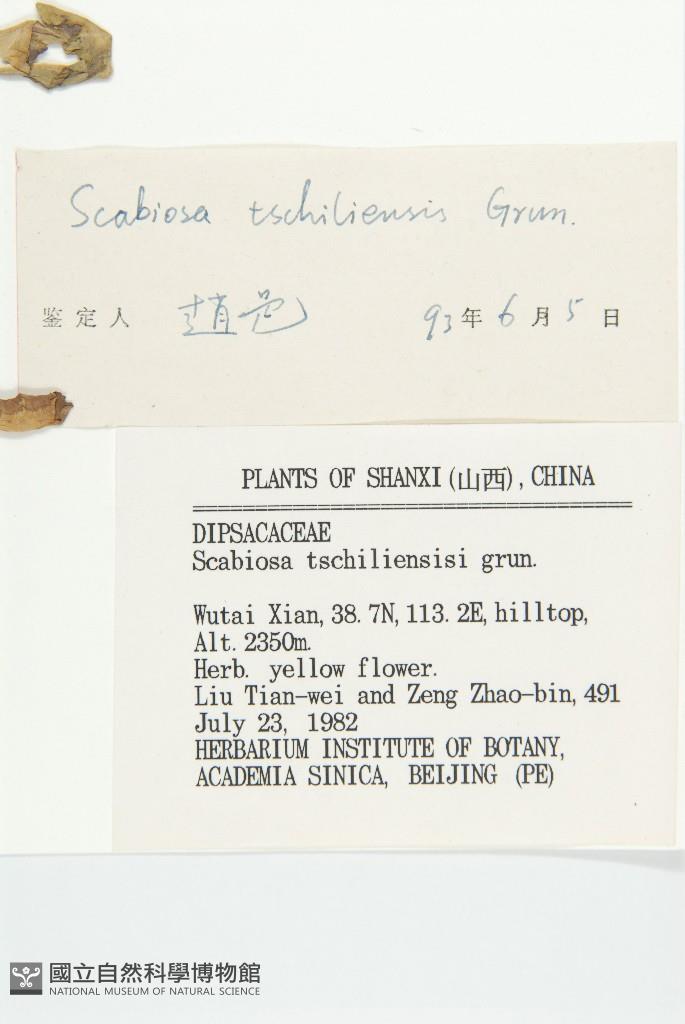 Scabiosa tschiliensis Grun.
鉴定人 趙 93年6月5日
PLANTS OF SHANXI (山西), CHINA
DIPSACACEAE
Scabiosa tschiliensisi grun.
Wutai Xian, 38.7N, 113.2E, hilltop,
Alt. 2350m.
Herb. yellow flower.
Liu Tian-wei and Zeng Zhao-bin, 491
July 23, 1982
HERBARIUM INSTITUTE OF BOTANY,
ACADEMIA SINICA, BEIJING (PE)
國立自然科學博物館
NATIONAL MUSEUM OF NATURAL SCIENCE